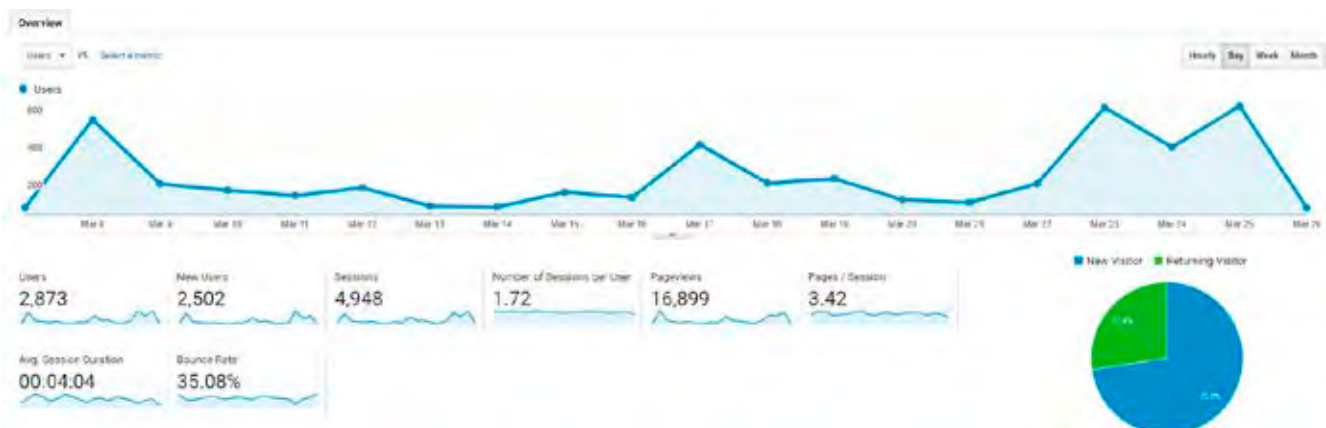 Overview
Users VS. Select a metric
Hourly Day Week Month
Users
600
400
200
Mar 8 Mar 9 Mar 10 Mar 11 Mar 12 Mar 13 Mar 14 Mar 15 Mar 16 Mar 17 Mar 18 Mar 19 Mar 20 Mar 21 Mar 22 Mar 23 Mar 24 Mar 25 Mar 26
New Visitor Returning Visitor
Users New Users Sessions Number of Sessions per User Pageviews Pages / Session
2,873 2,502 4,948 1.72 16,899 3.42
Avg. Session Duration Bounce Rate
00:04:04 35.08%